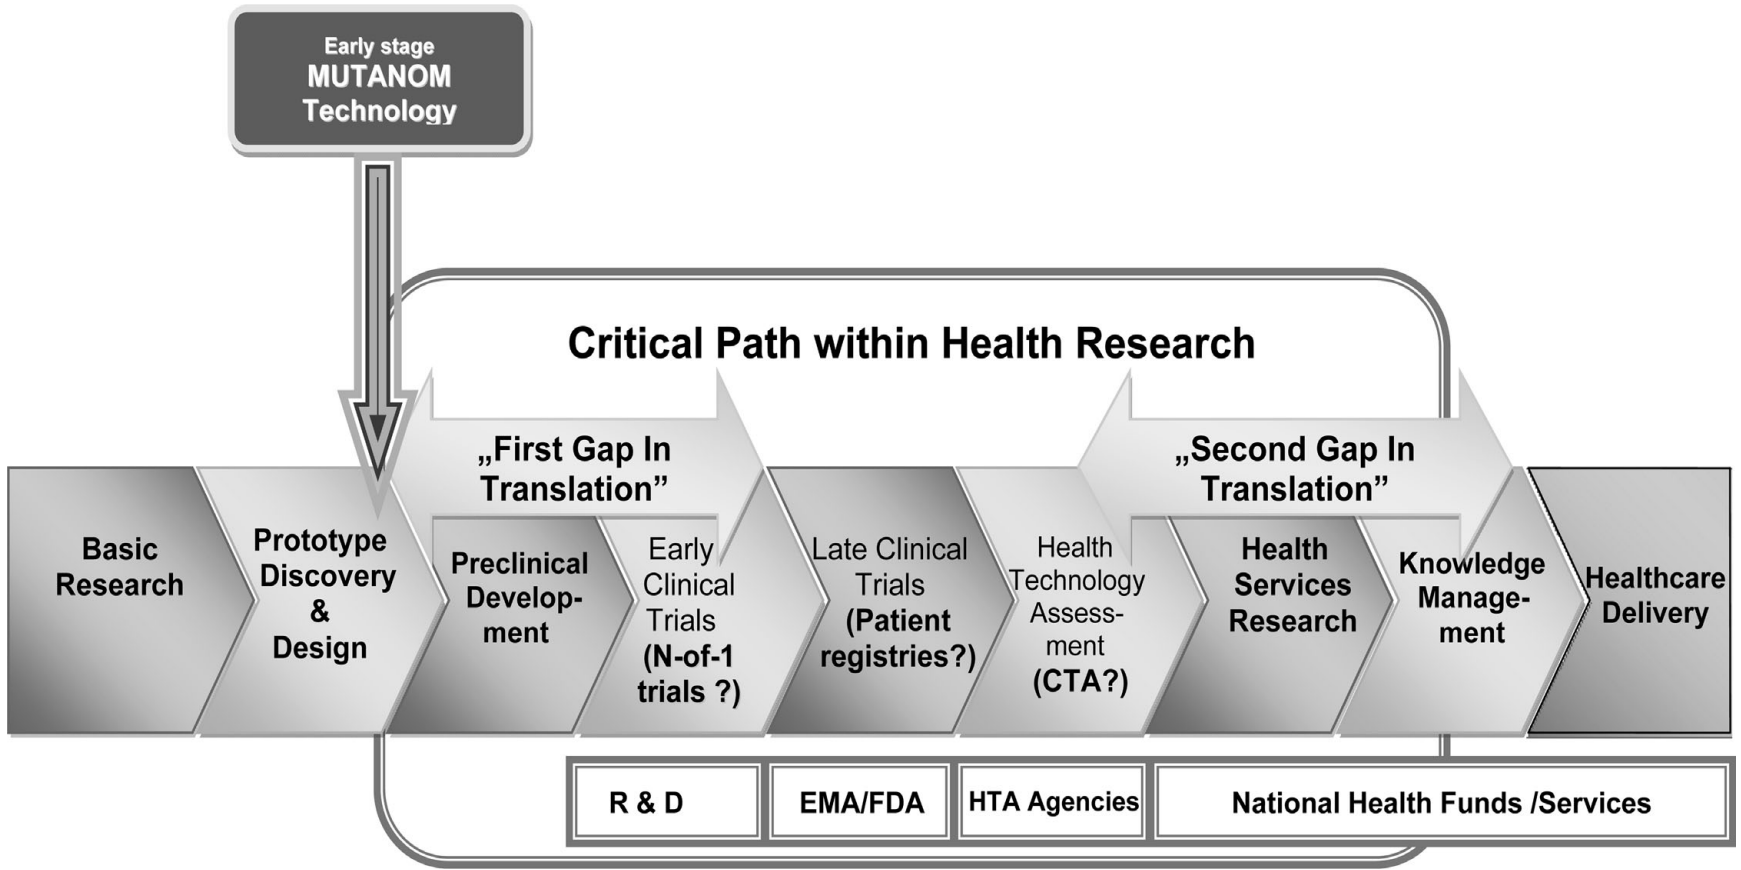 Early stage
MUTANOM
Technology
Critical Path within Health Research
„First Gap In
Translation”
„Second Gap In
Translation”
Basic
Research
Prototype
Discovery
&
Design
Preclinical
Develop-
ment
Early
Clinical
Trials
(N-of-1
trials ?)
Late Clinical
Trials
(Patient
registries?)
Health
Technology
Assess-
ment
(CTA?)
Health
Services
Research
Knowledge
Manage-
ment
Healthcare
Delivery
R & D
EMA/FDA
HTA Agencies
National Health Funds /Services